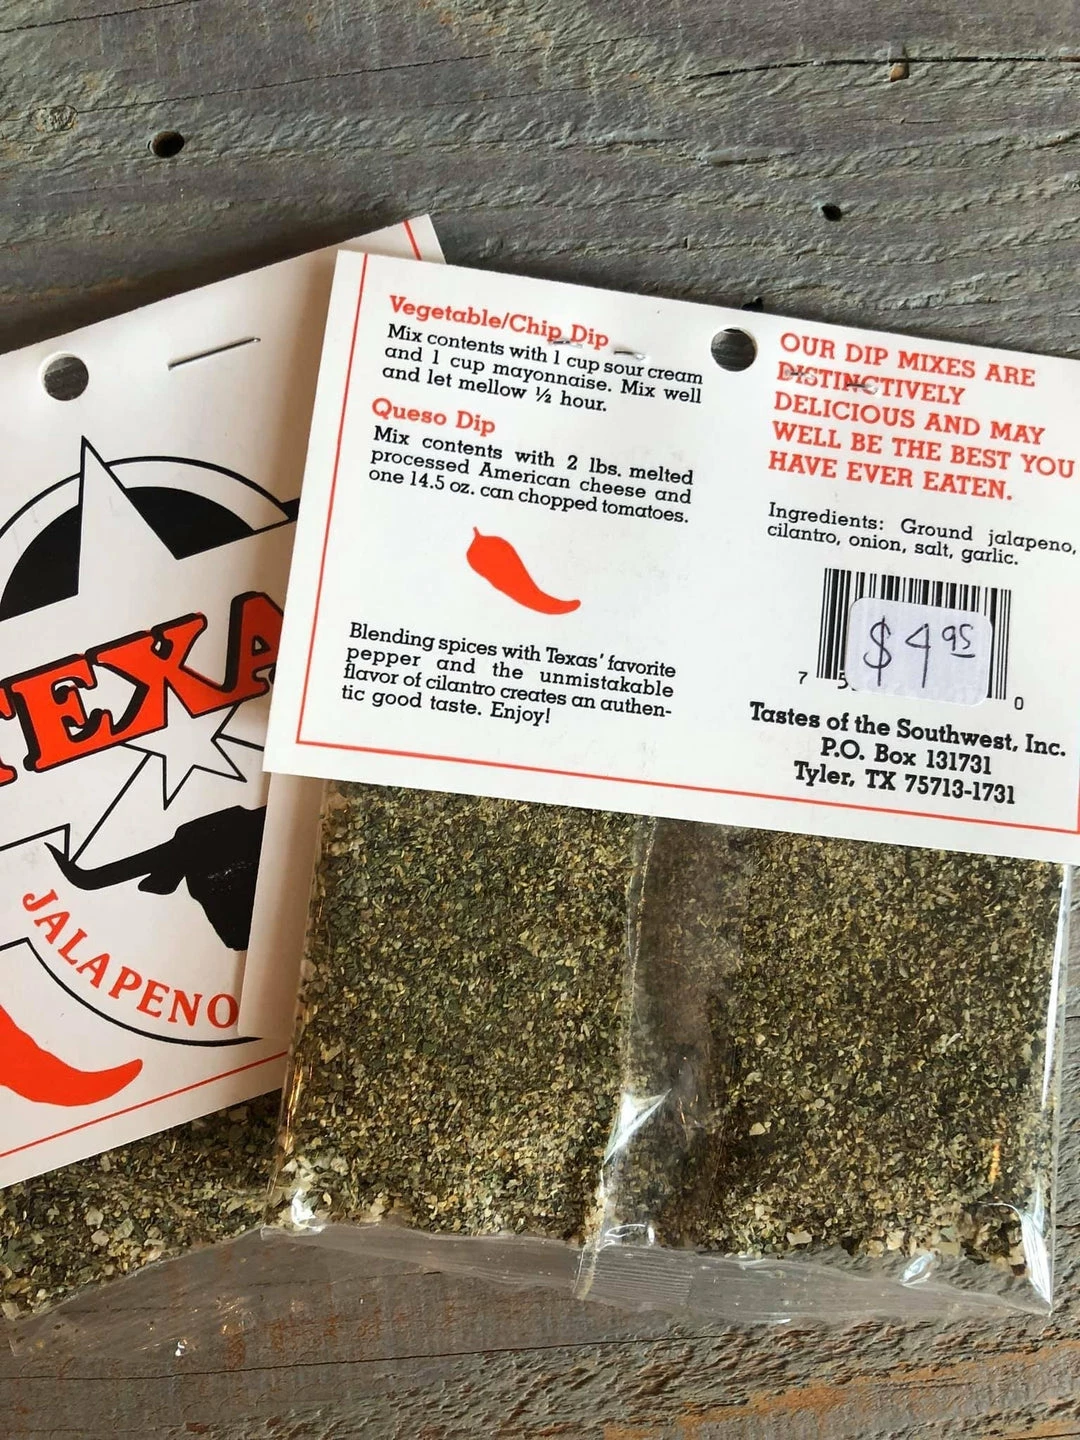 Vegetable/Chip Dip
Mix contents with 1 cup sour cream
and 1 cup mayonnaise. Mix well
and let mellow ½ hour.
Queso Dip
Mix contents with 2 lbs. melted
processed American cheese and
one 14.5 oz. can chopped tomatoes.
Blending spices with Texas' favorite
pepper and the unmistakable
flavor of cilantro creates an authen-
tic good taste. Enjoy!
OUR DIP MIXES ARE
DISTINCTIVELY
DELICIOUS AND MAY
WELL BE THE BEST YOU
HAVE EVER EATEN.
Ingredients: Ground jalapeno,
cilantro, onion, salt, garlic.
$4.95
7 5 0
Tastes of the Southwest, Inc.
P.O. Box 131731
Tyler, TX 75713-1731
TEXA
JALAPENO